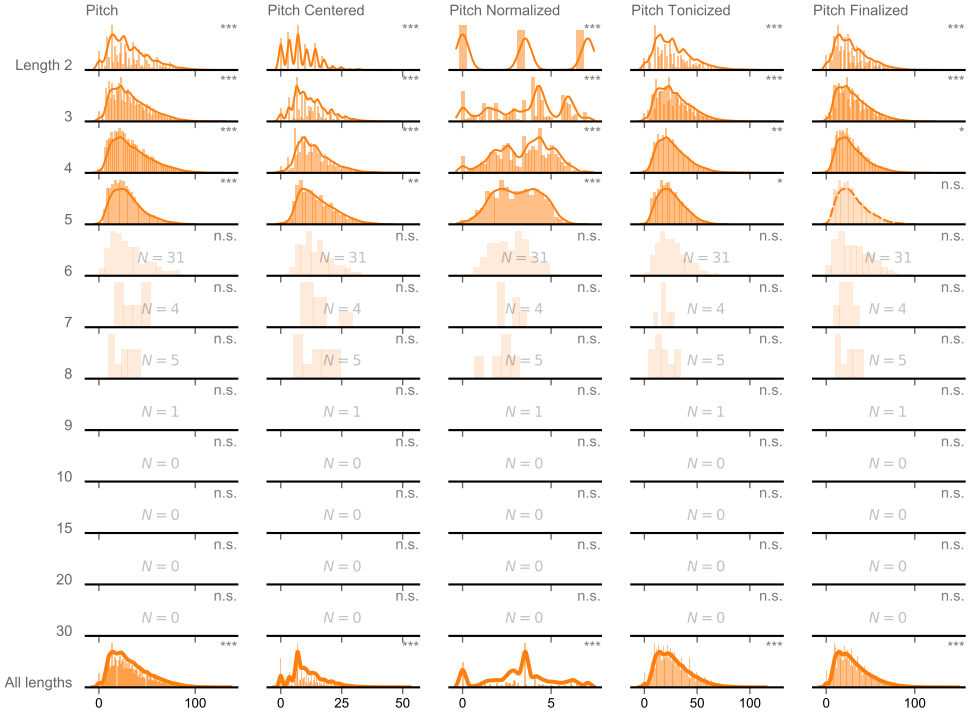 Pitch Pitch Centered Pitch Normalized Pitch Tonicized Pitch Finalized
Length 2 *** *** *** *** ***
3 *** *** *** *** ***
4 *** *** *** ** *
5 *** ** *** * n.s.
6 N = 31 n.s. N = 31 n.s. N = 31 n.s. N = 31 n.s. N = 31 n.s.
7 N = 4 n.s. N = 4 n.s. N = 4 n.s. N = 4 n.s. N = 4 n.s.
8 N = 5 n.s. N = 5 n.s. N = 5 n.s. N = 5 n.s. N = 5 n.s.
9 N = 1 n.s. N = 1 n.s. N = 1 n.s. N = 1 n.s. N = 1 n.s.
10 N = 0 n.s. N = 0 n.s. N = 0 n.s. N = 0 n.s. N = 0 n.s.
15 N = 0 n.s. N = 0 n.s. N = 0 n.s. N = 0 n.s. N = 0 n.s.
20 N = 0 n.s. N = 0 n.s. N = 0 n.s. N = 0 n.s. N = 0 n.s.
30 N = 0 n.s. N = 0 n.s. N = 0 n.s. N = 0 n.s. N = 0 n.s.
All lengths *** *** *** *** ***
0 100 0 25 50 0 5 0 50 100 0 100